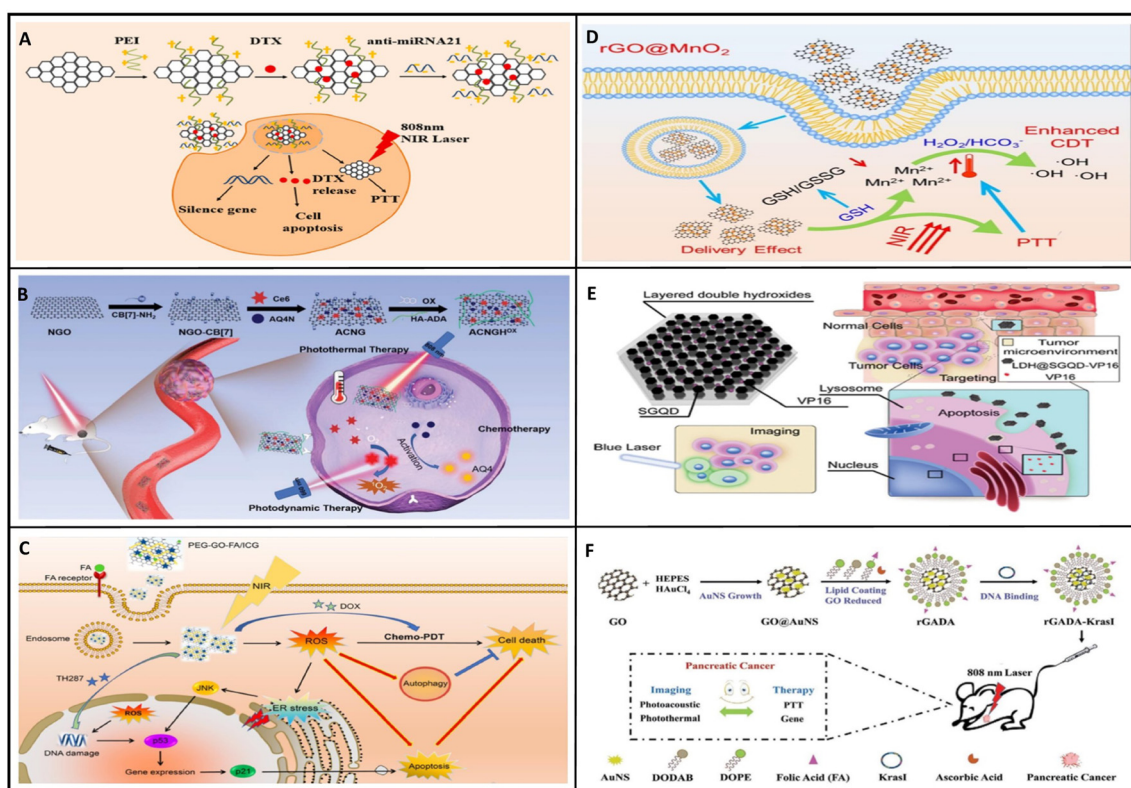 A
PEI
DTX
anti-miRNA21
808nm
NIR Laser
DTX
release
PTT
Silence gene
Cell
apoptosis
D
rGO@MnO2
Enhanced
CDT
H2O2/HCO3-
·OH
·OH
·OH
Mn2+
Mn2+
Mn2+
GSH/GSSG
GSH
NIR
Delivery Effect
PTT
B
NGO
CB[7]-NH2
NGO-CB[7]
Ce6
AQ4N
ACNG
OX
HA-ADA
ACNGHOX
Photothermal Therapy
Chemotherapy
O2
Activation
AQ4
Photodynamic Therapy
E
Layered double hydroxides
SGQD
VP16
Imaging
Blue Laser
Normal Cells
Tumor Cells
Targeting
Tumor
microenvironment
LDH@SGQD-VP16
VP16
Lysosome
Apoptosis
Nucleus
C
PEG-GO-FA/ICG
FA
FA receptor
NIR
DOX
Endosome
ROS
Chemo-PDT
Cell death
TH287
Autophagy
JNK
ER stress
ROS
DNA damage
p53
Gene expression
p21
Apoptosis
F
GO
+
HEPES
HAuCl4
AuNS Growth
GO@AuNS
Lipid Coating
GO Reduced
rGADA
DNA Binding
rGADA-KrasI
808 nm Laser
Pancreatic Cancer
Imaging
Photoacoustic
Photothermal
Therapy
PTT
Gene
AuNS
DODAB
DOPE
Folic Acid (FA)
KrasI
Ascorbic Acid
Pancreatic Cancer